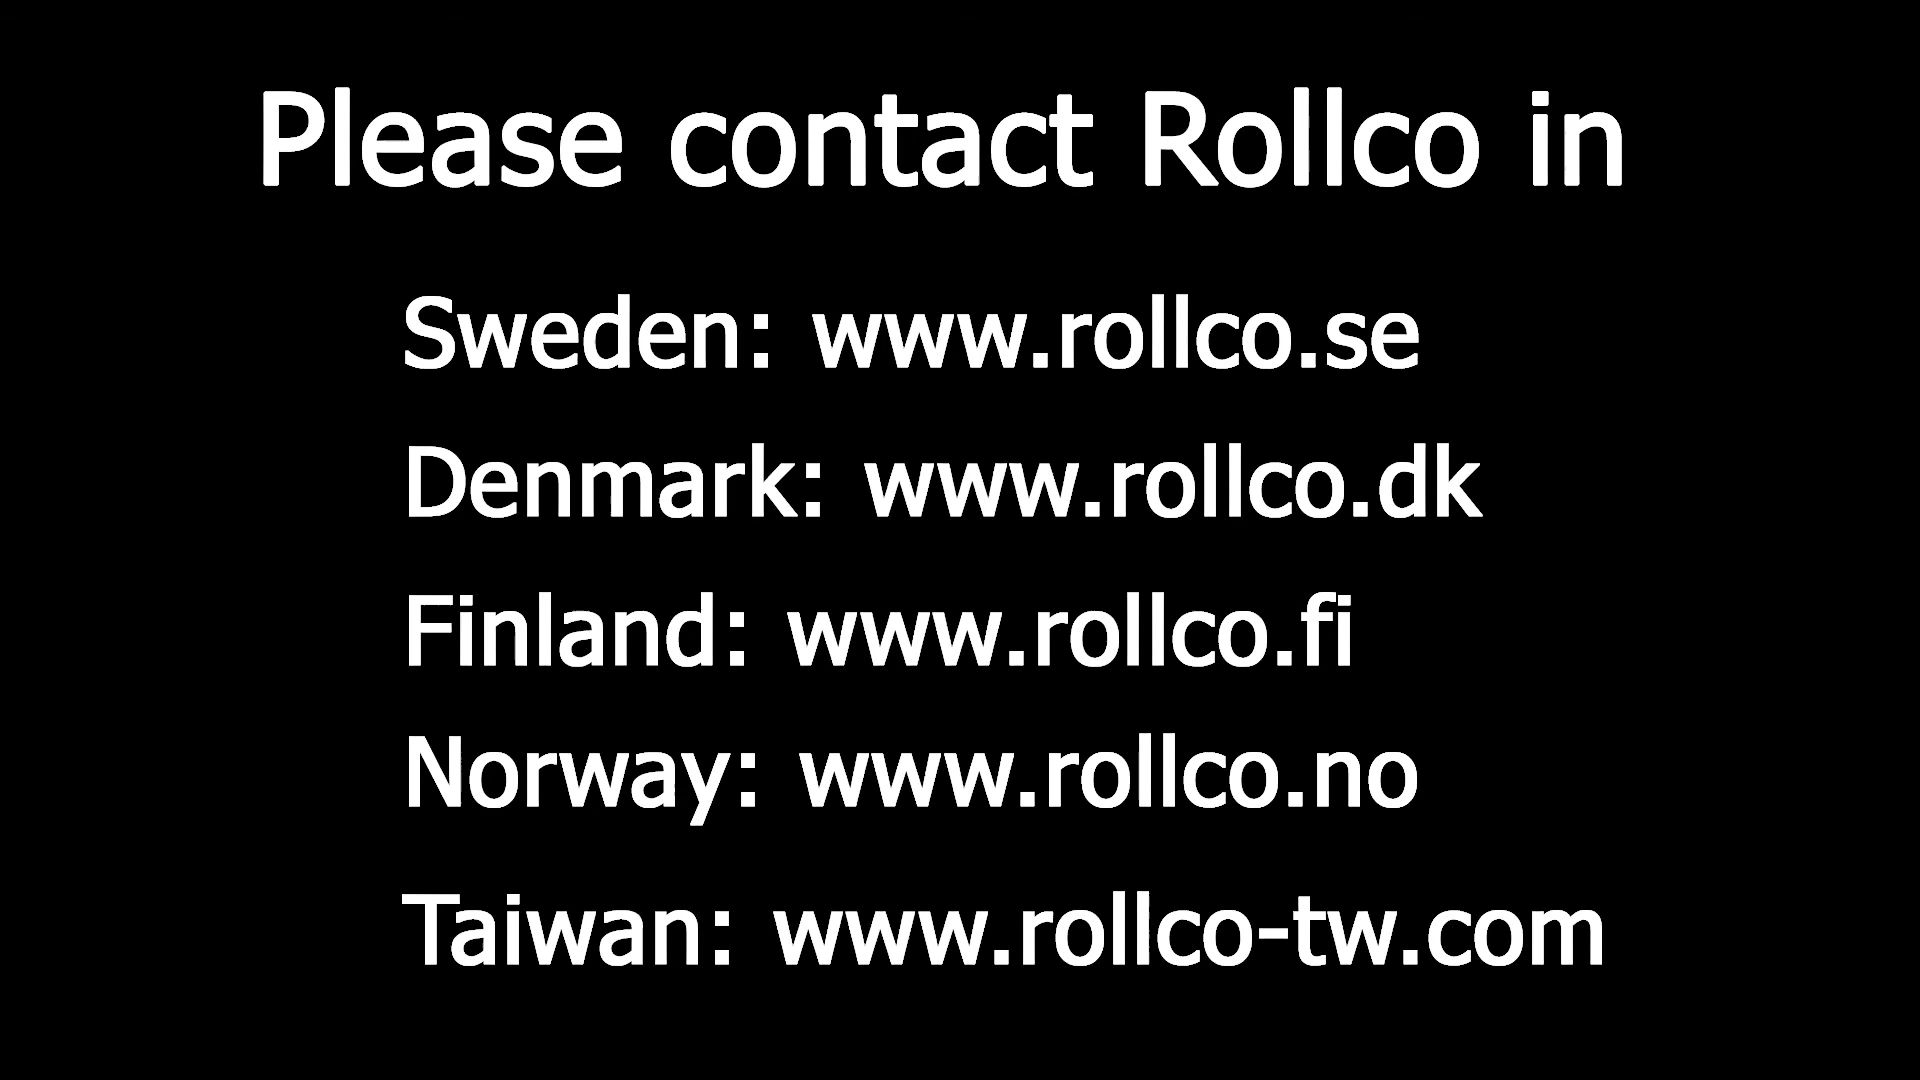 Please contact Rollco in
Sweden: www.rollco.se
Denmark: www.rollco.dk
Finland: www.rollco.fi
Norway: www.rollco.no
Taiwan: www.rollco-tw.com